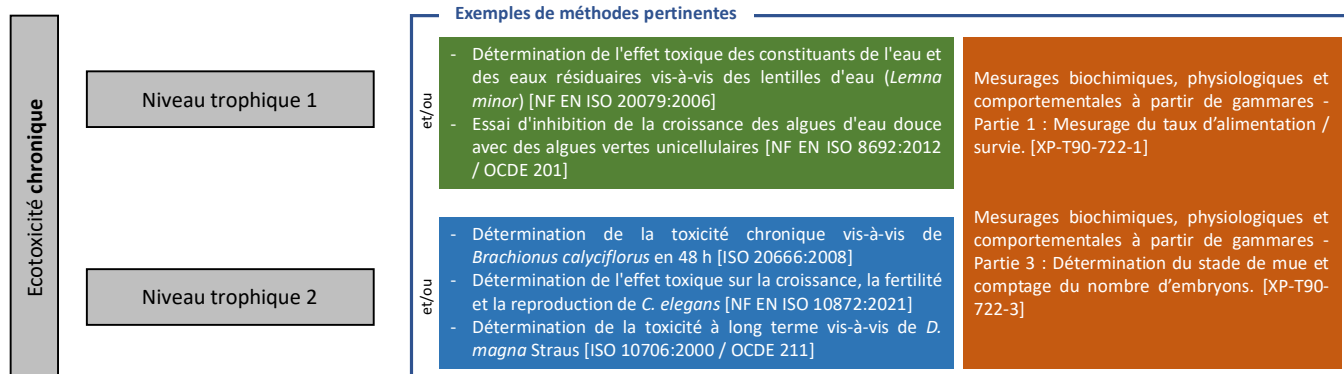 Exemples de méthodes pertinentes
Ecotoxicité chronique
Niveau trophique 1
et/ou
- Détermination de l'effet toxique des constituants de l'eau et
des eaux résiduaires vis-à-vis des lentilles d'eau (Lemna
minor) [NF EN ISO 20079:2006]
- Essai d'inhibition de la croissance des algues d'eau douce
avec des algues vertes unicellulaires [NF EN ISO 8692:2012
/ OCDE 201]
Mesurages biochimiques, physiologiques et
comportementales à partir de gammares -
Partie 1 : Mesurage du taux d’alimentation /
survie. [XP-T90-722-1]
Niveau trophique 2
et/ou
- Détermination de la toxicité chronique vis-à-vis de
Brachionus calyciflorus en 48 h [ISO 20666:2008]
- Détermination de l'effet toxique sur la croissance, la fertilité
et la reproduction de C. elegans [NF EN ISO 10872:2021]
- Détermination de la toxicité à long terme vis-à-vis de D.
magna Straus [ISO 10706:2000 / OCDE 211]
Mesurages biochimiques, physiologiques et
comportementales à partir de gammares -
Partie 3 : Détermination du stade de mue et
comptage du nombre d’embryons. [XP-T90-
722-3]